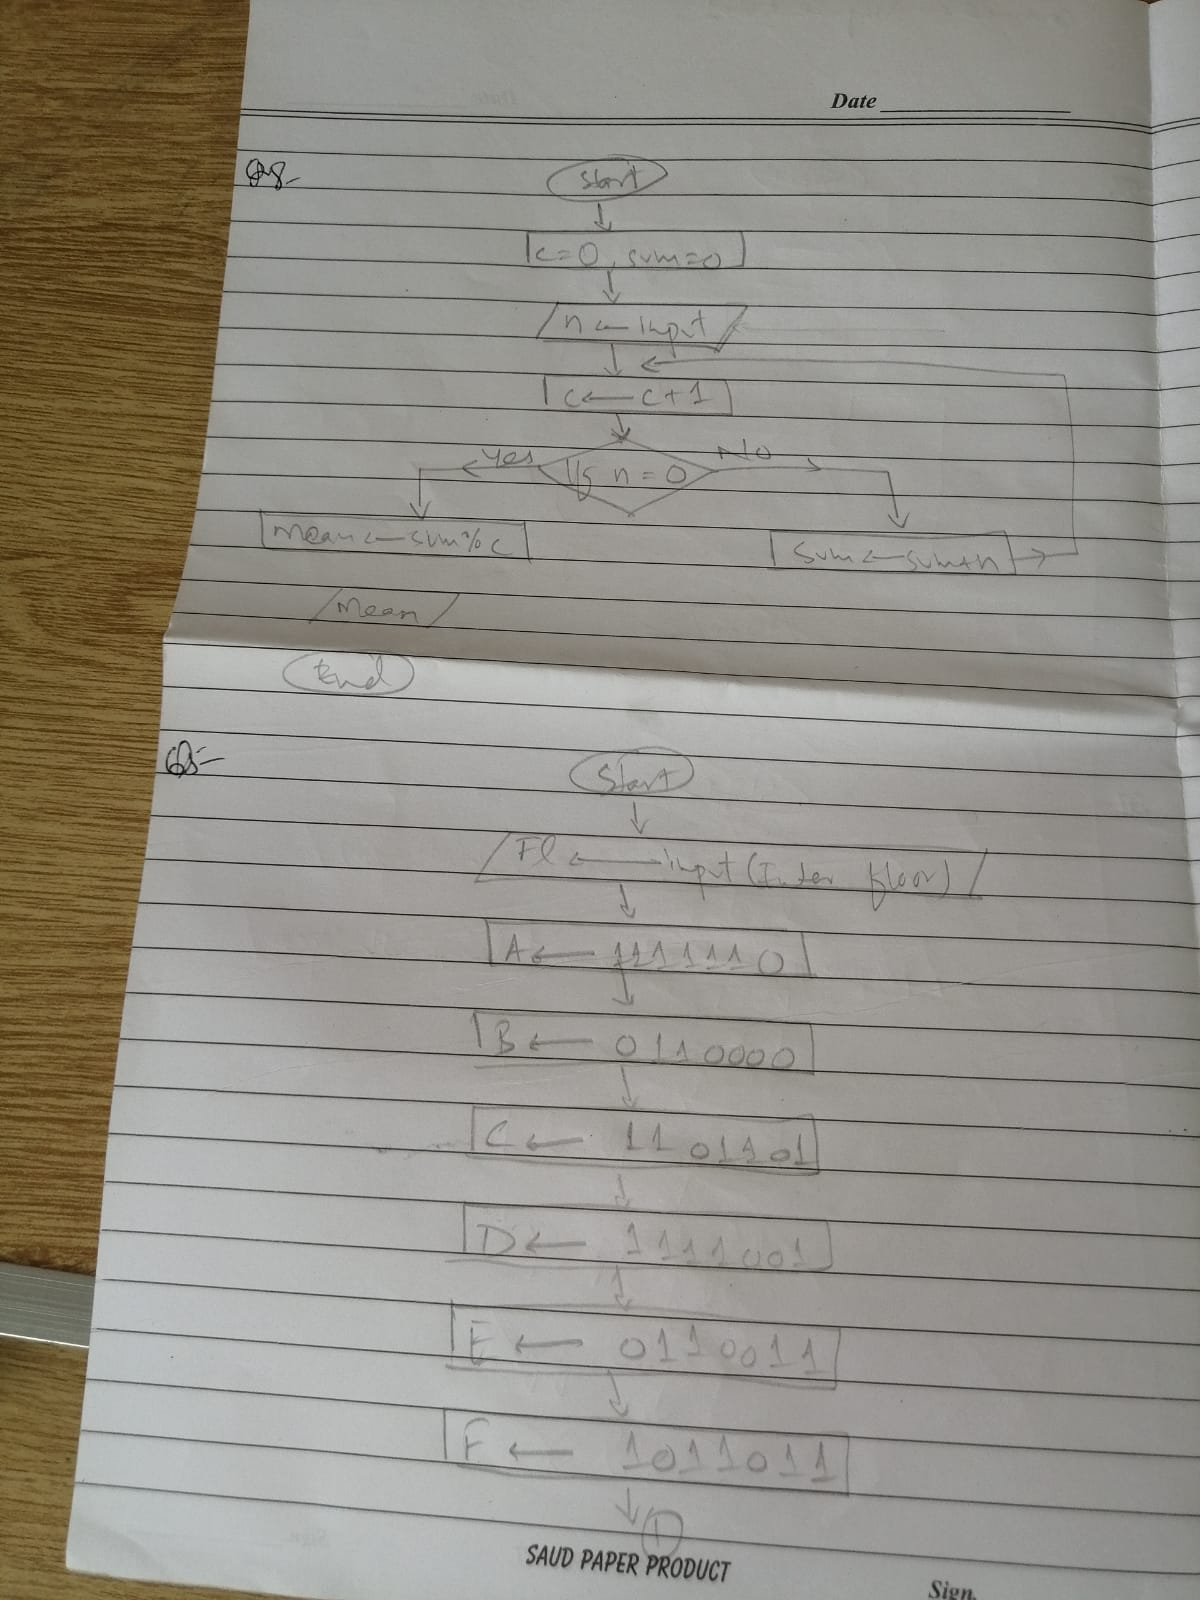 Date
Q8-
Start
c=0, sum=0
n ← input
c ← c+1
Yes
Is n=0
No
Mean ← sum%c
Sum ← sum+n
Mean
End
Start
Fl ← input (Enter floor)
A ← 1111110
B ← 0110000
C ← 1101101
D ← 1111001
E ← 0110011
F ← 1011011
1
SAUD PAPER PRODUCT
Sign.